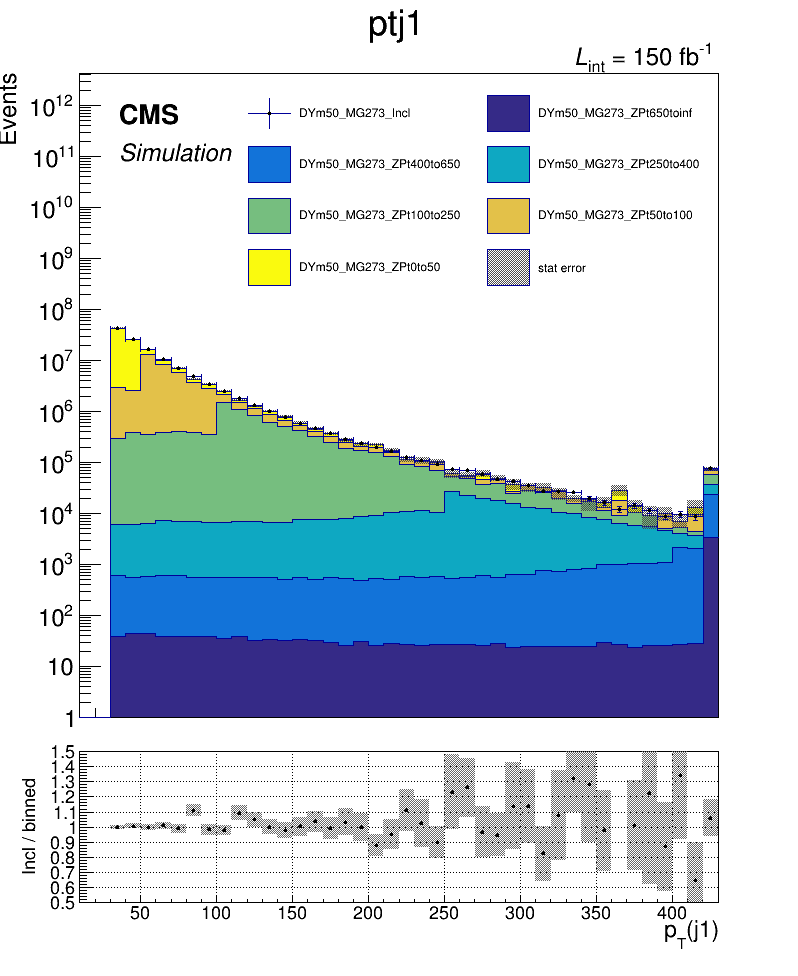 ptj1
L_int = 150 fb^-1
Events
CMS
Simulation
DYm50_MG273_Incl
DYm50_MG273_ZPt650toinf
DYm50_MG273_ZPt400to650
DYm50_MG273_ZPt250to400
DYm50_MG273_ZPt100to250
DYm50_MG273_ZPt50to100
DYm50_MG273_ZPt0to50
stat error
10^12
10^11
10^10
10^9
10^8
10^7
10^6
10^5
10^4
10^3
10^2
10
1
Incl / binned
1.5
1.4
1.3
1.2
1.1
1
0.9
0.8
0.7
0.6
0.5
50 100 150 200 250 300 350 400
p_T(j1)